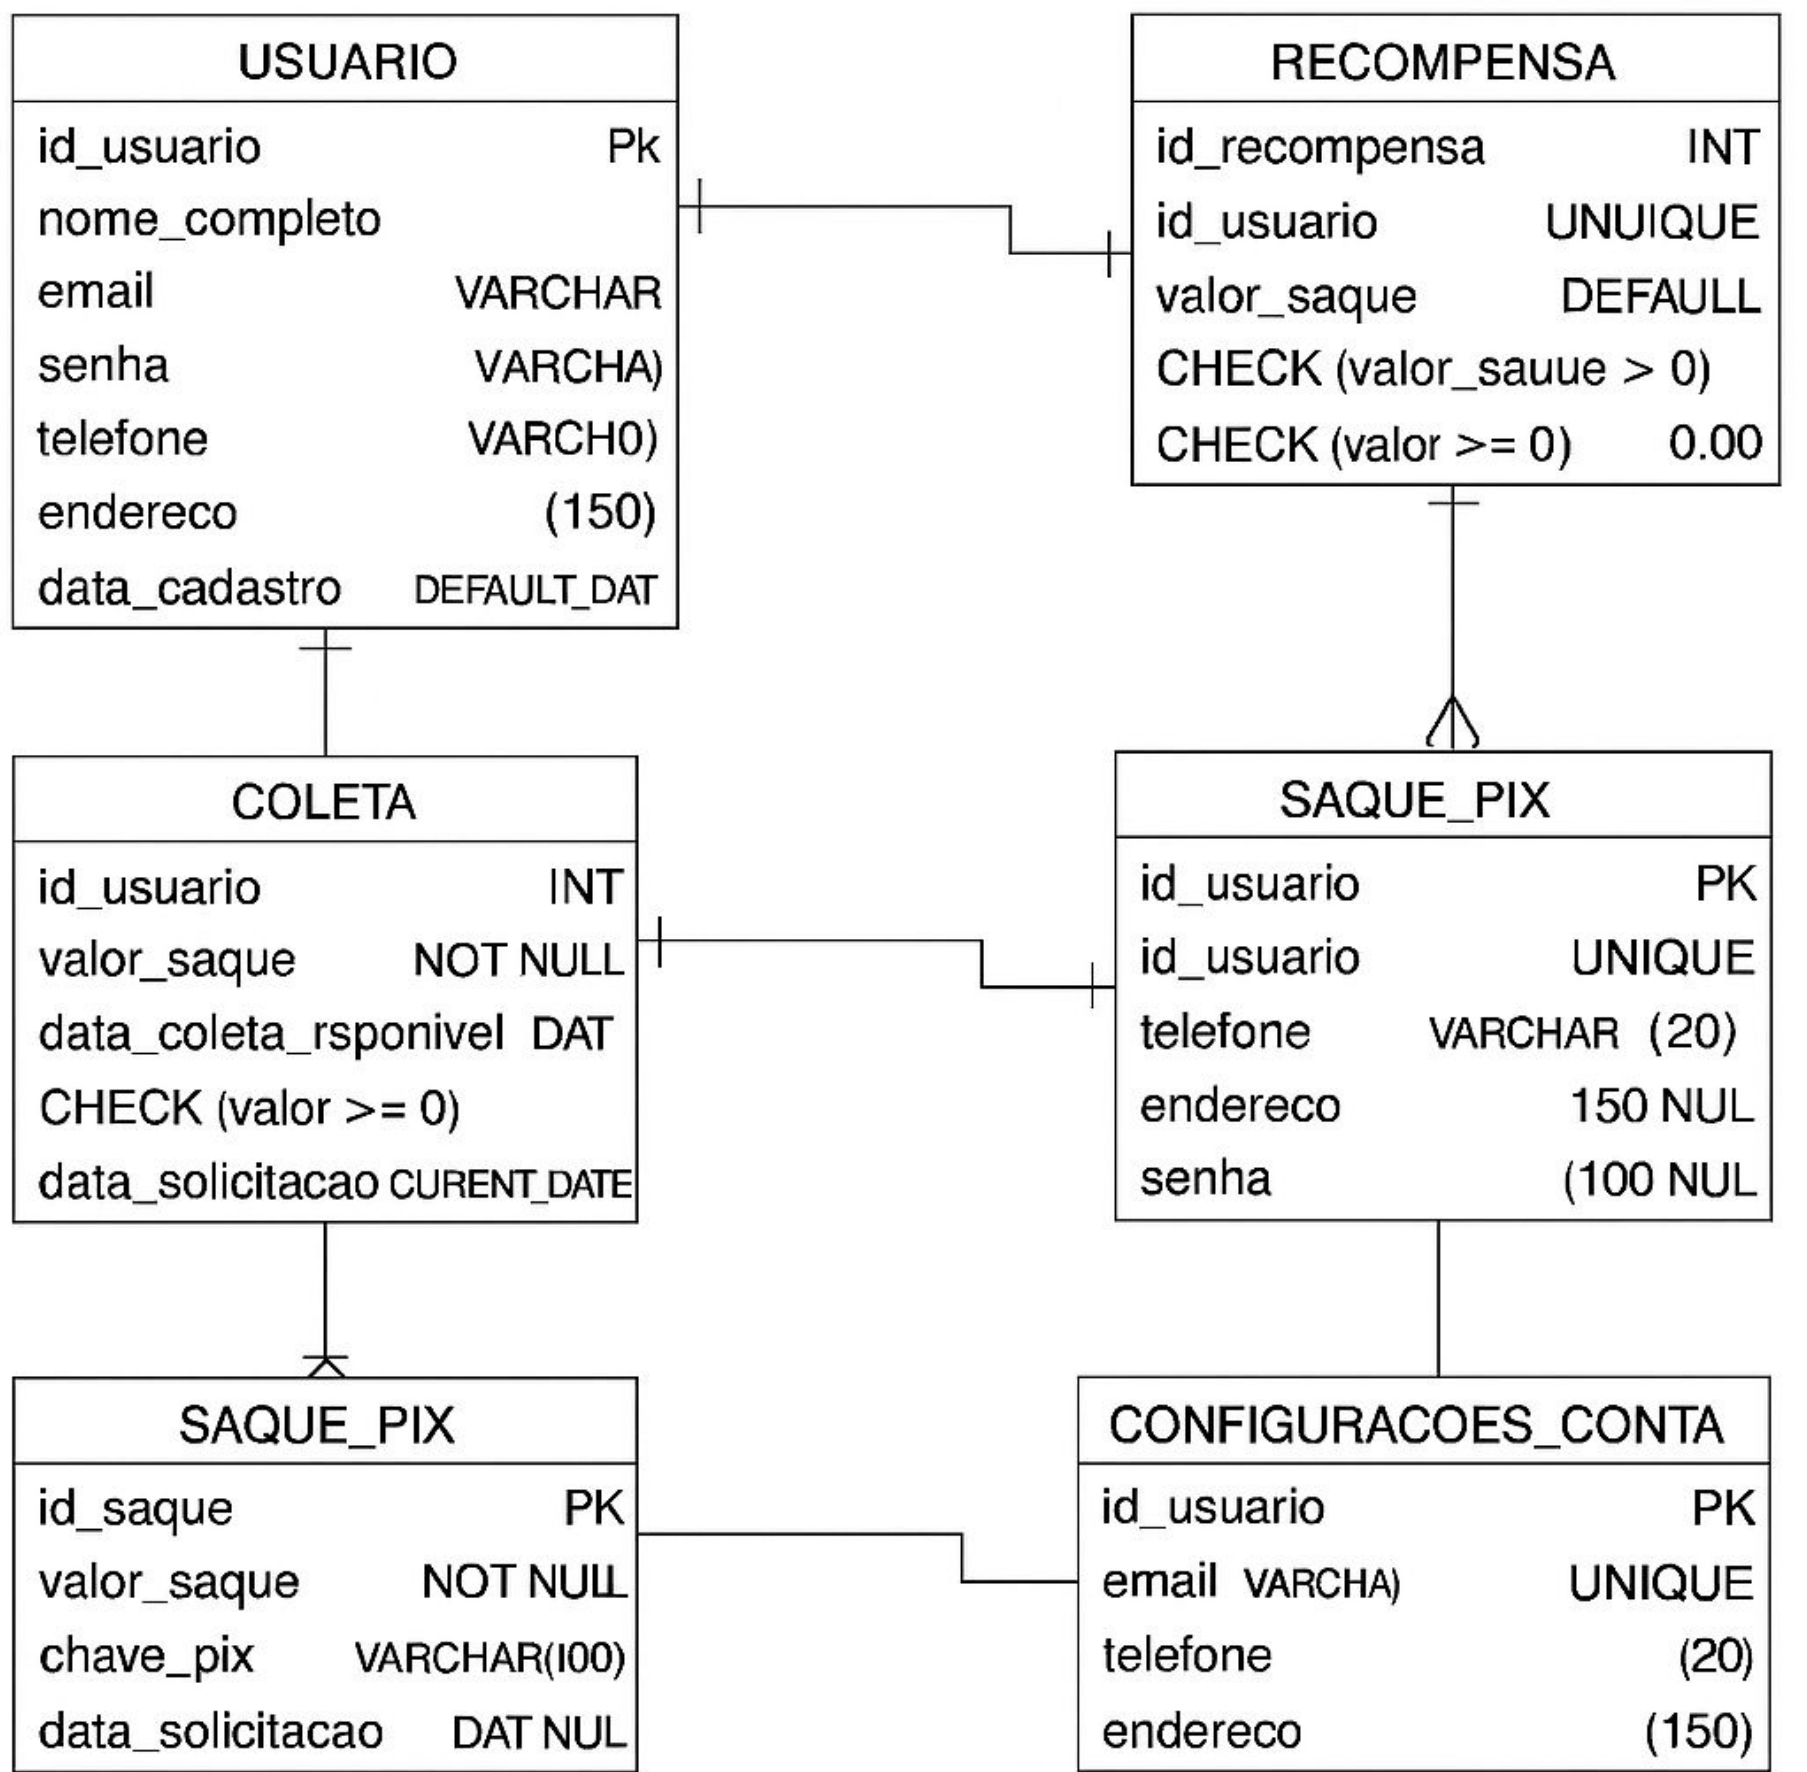 USUARIO
id_usuario Pk
nome_completo
email VARCHAR
senha VARCHA)
telefone VARCH0)
endereco (150)
data_cadastro DEFAULT_DAT
RECOMPENSA
id_recompensa INT
id_usuario UNUIQUE
valor_saque DEFAULL
CHECK (valor_sauue > 0)
CHECK (valor >= 0) 0.00
COLETA
id_usuario INT
valor_saque NOT NULL
data_coleta_rsponivel DAT
CHECK (valor >= 0)
data_solicitacao CURENT_DATE
SAQUE_PIX
id_usuario PK
id_usuario UNIQUE
telefone VARCHAR (20)
endereco 150 NUL
senha (100 NUL
SAQUE_PIX
id_saque PK
valor_saque NOT NULL
chave_pix VARCHAR(I00)
data_solicitacao DAT NUL
CONFIGURACOES_CONTA
id_usuario PK
email VARCHA) UNIQUE
telefone (20)
endereco (150)